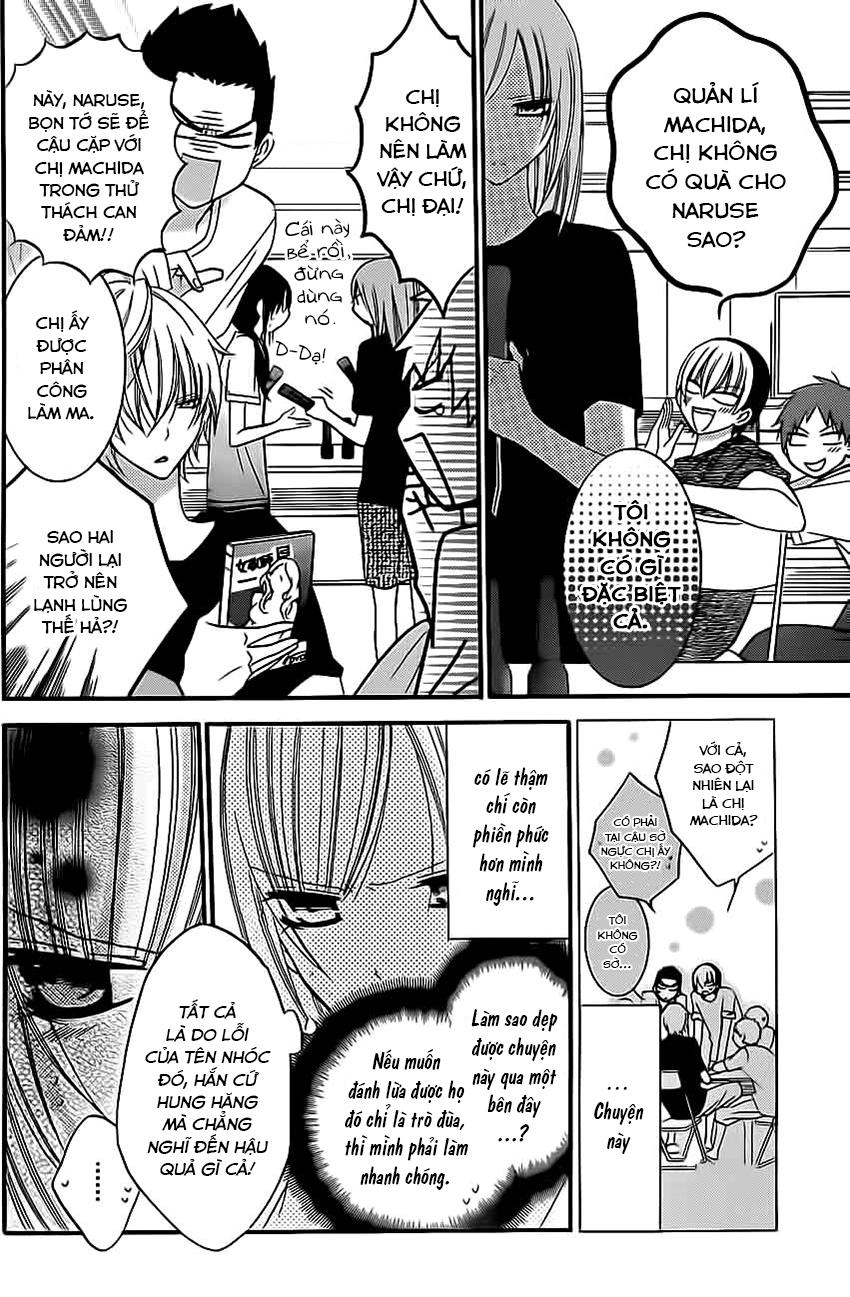 QUẢN LÍ
MACHIDA,
CHỊ KHÔNG
CÓ QUÀ CHO
NARUSE
SAO?
TÔI
KHÔNG
CÓ GÌ
ĐẶC BIỆT
CẢ.
CHỊ
KHÔNG
NÊN LÀM
VẬY CHỨ,
CHỊ ĐẠI!
Cái này
Bể rồi,
đừng
dùng
nó.
D-Dạ!
NÀY, NARUSE,
BỌN TỚ SẼ ĐỂ
CẬU CẶP VỚI
CHỊ MACHIDA
TRONG THỬ
THÁCH CAN
ĐẢM!!
CHỊ ẤY
ĐƯỢC
PHÂN
CÔNG
LÀM MA.
SAO HAI
NGƯỜI LẠI
TRỞ NÊN
LẠNH LÙNG
THẾ HẢ?!
VỚI CẢ,
SAO ĐỘT
NHIÊN LẠI
LÀ CHỊ
MACHIDA?
CÓ PHẢI
TẠI CẬU SỜ
NGỰC CHỊ ẤY
KHÔNG?!
TÔI
KHÔNG
CÓ
SỜ...
...
Chuyện
này
có lẽ thậm
chí còn
phiền phức
hơn mình
nghĩ...
Làm sao dẹp
được chuyện
này qua một
bên đây
...?
Nếu muốn
đánh lừa được họ
đó chỉ là trò đùa,
thì mình phải làm
nhanh chóng.
TẤT CẢ
LÀ DO LỖI
CỦA TÊN NHÓC
ĐÓ, HẮN CỨ
HUNG HĂNG
MÀ CHẲNG
NGHĨ ĐẾN HẬU
QUẢ GÌ CẢ!
......